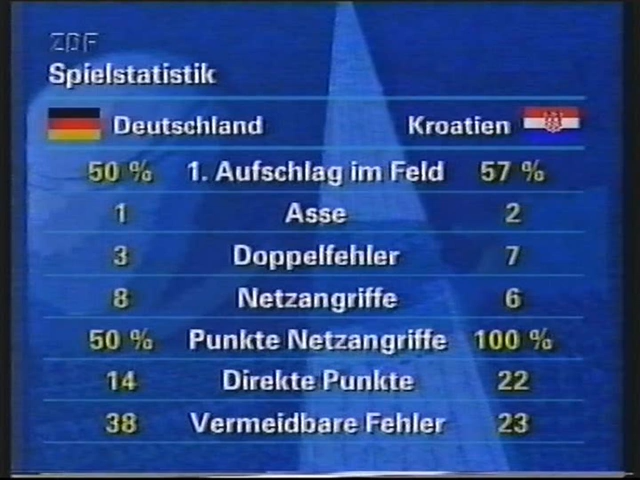 ZDF
Spielstatistik
Deutschland Kroatien
50 % 1. Aufschlag im Feld 57 %
1 Asse 2
3 Doppelfehler 7
8 Netzangriffe 6
50 % Punkte Netzangriffe 100 %
14 Direkte Punkte 22
38 Vermeidbare Fehler 23